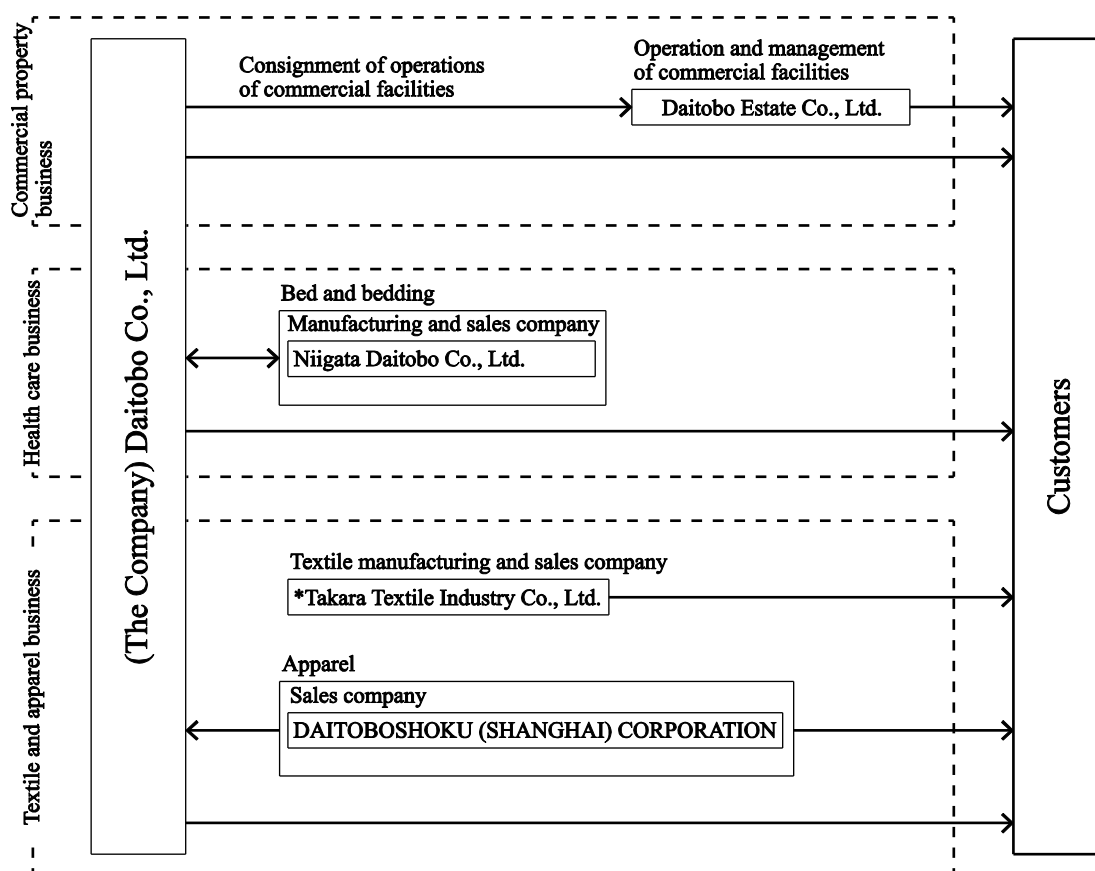 Commercial property
business
Consignment of operations
of commercial facilities
Operation and management
of commercial facilities
Daitobo Estate Co., Ltd.
(The Company) Daitobo Co., Ltd.
Customers
Health care business
Bed and bedding
Manufacturing and sales company
Niigata Daitobo Co., Ltd.
Textile and apparel business
Textile manufacturing and sales company
*Takara Textile Industry Co., Ltd.
Apparel
Sales company
DAITOBOSHOKU (SHANGHAI) CORPORATION